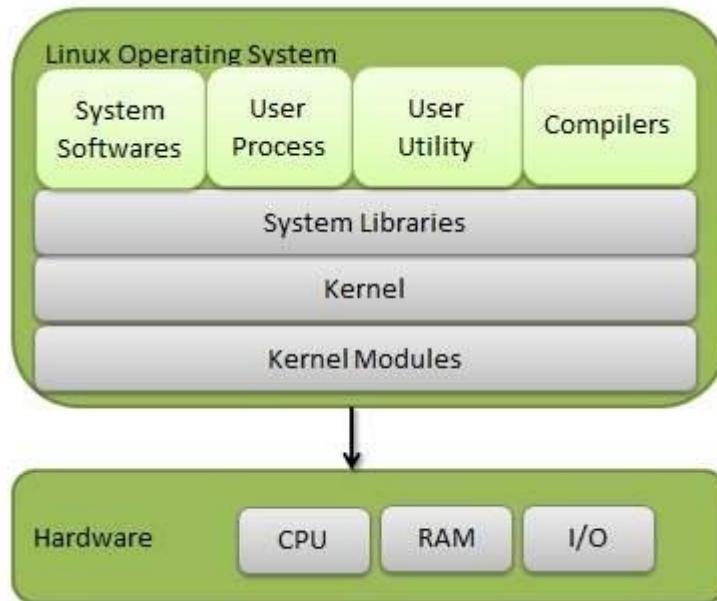 Linux Operating System
System
Softwares
User
Process
User
Utility
Compilers
System Libraries
Kernel
Kernel Modules
Hardware
CPU
RAM
I/O